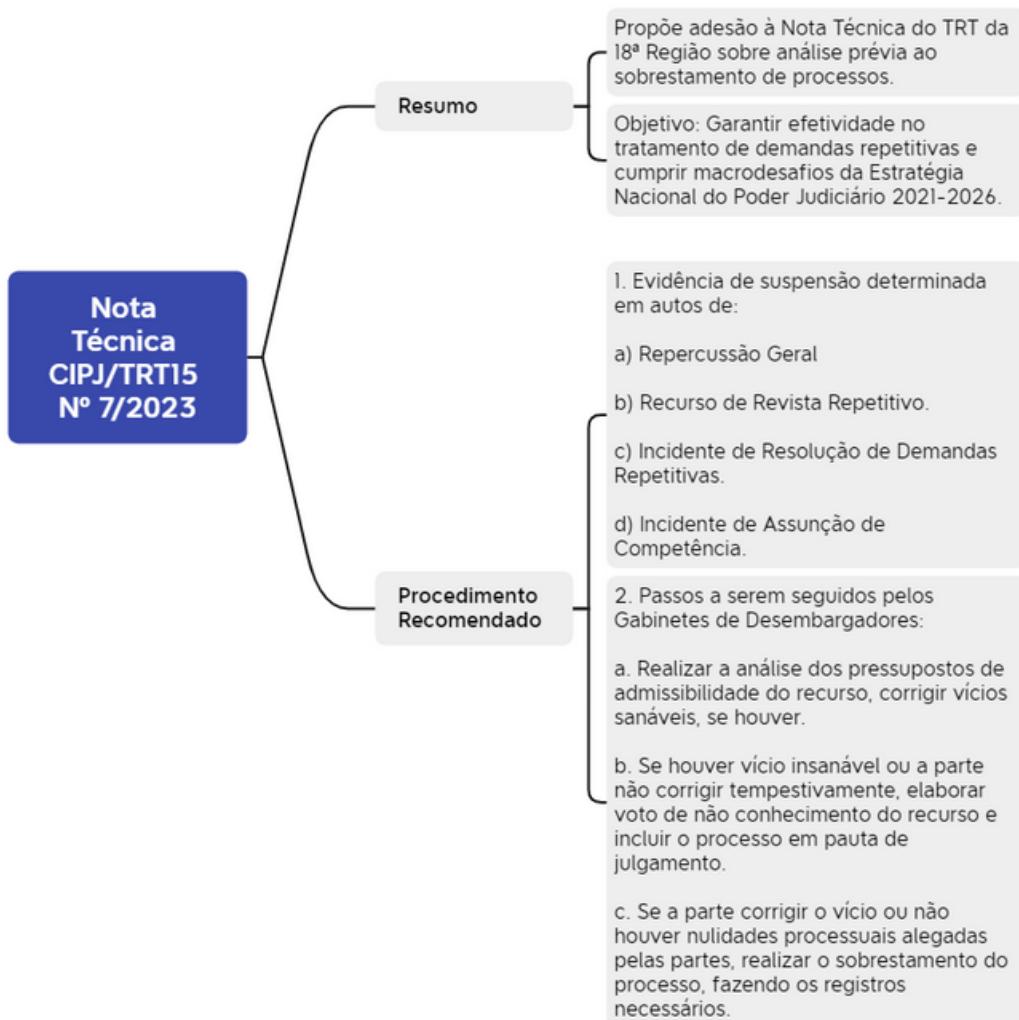 Nota
Técnica
CIPJ/TRT15
Nº 7/2023
Resumo
Propõe adesão à Nota Técnica do TRT da
18ª Região sobre análise prévia ao
sobrestamento de processos.
Objetivo: Garantir efetividade no
tratamento de demandas repetitivas e
cumprir macrodesafios da Estratégia
Nacional do Poder Judiciário 2021-2026.
Procedimento
Recomendado
1. Evidência de suspensão determinada
em autos de:
a) Repercussão Geral
b) Recurso de Revista Repetitivo.
c) Incidente de Resolução de Demandas
Repetitivas.
d) Incidente de Assunção de
Competência.
2. Passos a serem seguidos pelos
Gabinetes de Desembargadores:
a. Realizar a análise dos pressupostos de
admissibilidade do recurso, corrigir vícios
sanáveis, se houver.
b. Se houver vício insanável ou a parte
não corrigir tempestivamente, elaborar
voto de não conhecimento do recurso e
incluir o processo em pauta de
julgamento.
c. Se a parte corrigir o vício ou não
houver nulidades processuais alegadas
pelas partes, realizar o sobrestamento do
processo, fazendo os registros
necessários.